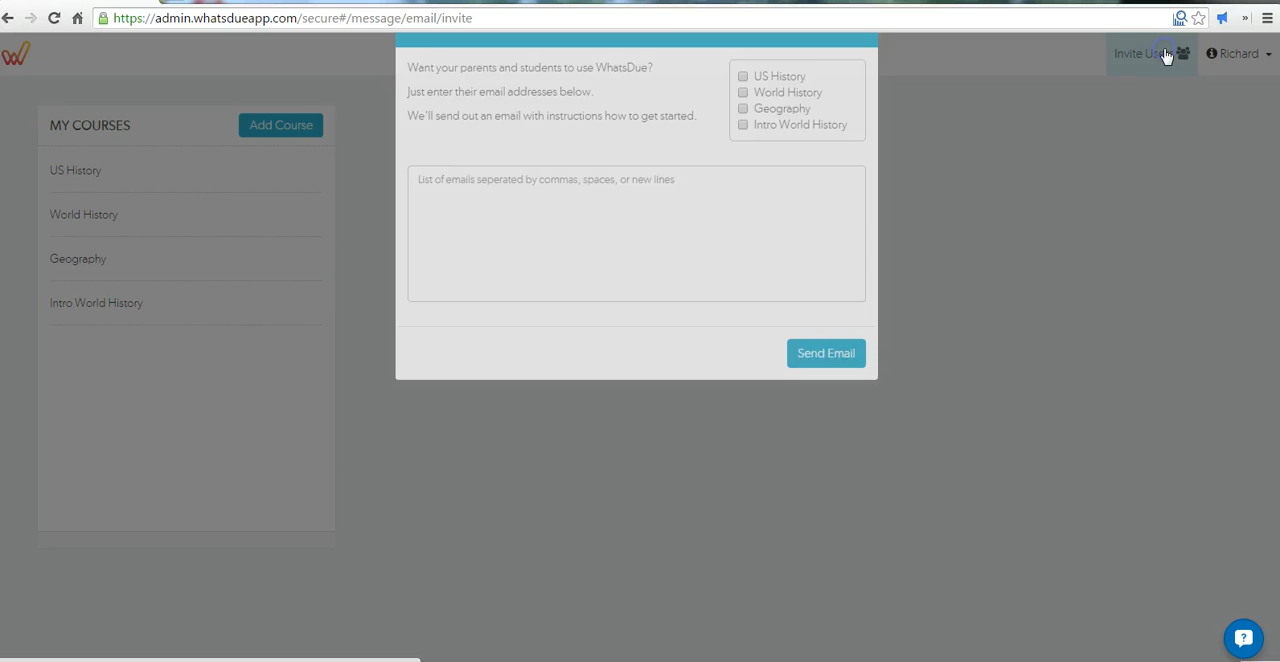 https://admin.whatsdueapp.com/secure#/message/email/invite
»
Invite
Richard
Want your parents and students to use WhatsDue?
Just enter their email addresses below.
We'll send out an email with instructions how to get started.
US History
World History
Geography
Intro World History
MY COURSES
Add Course
US History
World History
Geography
Intro World History
List of emails seperated by commas, spaces, or new lines
Send Email